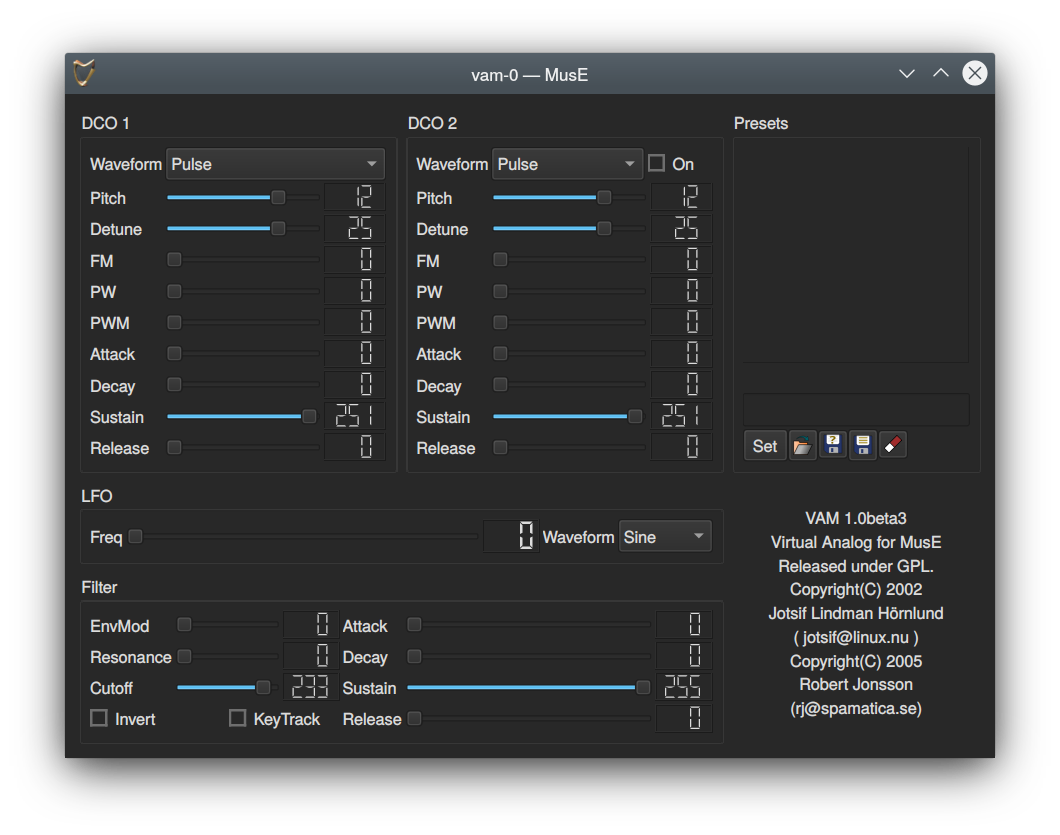 vam-0 — MusE
DCO 1
Waveform Pulse
Pitch 12
Detune 25
FM 0
PW 0
PWM 0
Attack 0
Decay 0
Sustain 251
Release 0
DCO 2
Waveform Pulse On
Pitch 12
Detune 25
FM 0
PW 0
PWM 0
Attack 0
Decay 0
Sustain 251
Release 0
Presets
Set
LFO
Freq 0 Waveform Sine
Filter
EnvMod 0 Attack 0
Resonance 0 Decay 0
Cutoff 233 Sustain 255
Invert KeyTrack Release 0
VAM 1.0beta3
Virtual Analog for MusE
Released under GPL.
Copyright(C) 2002
Jotsif Lindman Hörnlund
( jotsif@linux.nu )
Copyright(C) 2005
Robert Jonsson
(rj@spamatica.se)